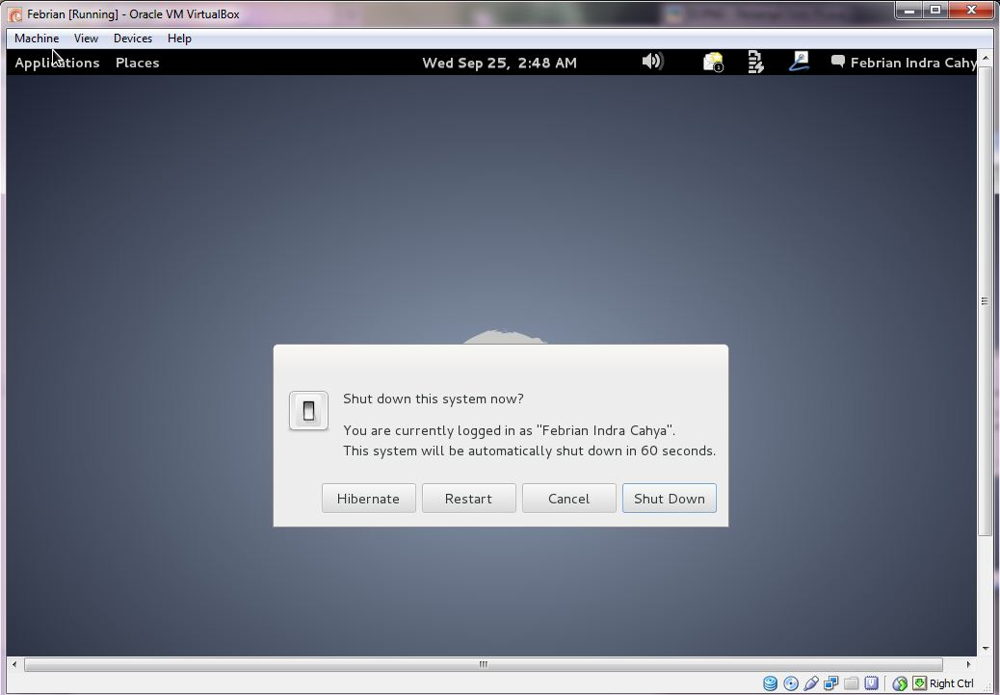 Febrian [Running] - Oracle VM VirtualBox
Machine View Devices Help
Applications Places Wed Sep 25, 2:48 AM Febrian Indra Cahy
Shut down this system now?
You are currently logged in as "Febrian Indra Cahya".
This system will be automatically shut down in 60 seconds.
Hibernate Restart Cancel Shut Down
Right Ctrl